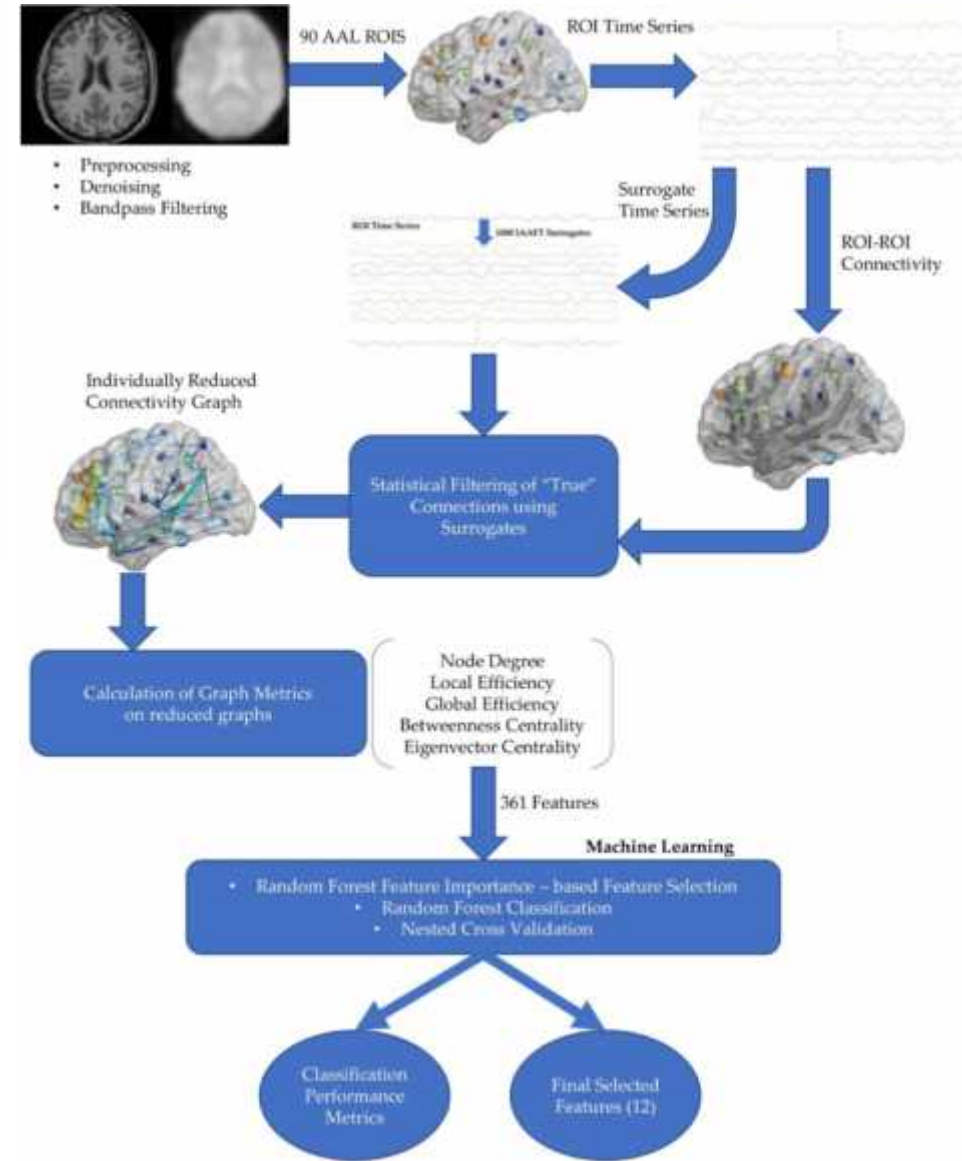 90 AAL ROIS
ROI Time Series
• Preprocessing
• Denoising
• Bandpass Filtering
Surrogate
Time Series
ROI Time Series
1000 IAAFT Surrogates
ROI-ROI
Connectivity
Individually Reduced
Connectivity Graph
Statistical Filtering of "True"
Connections using
Surrogates
Calculation of Graph Metrics
on reduced graphs
Node Degree
Local Efficiency
Global Efficiency
Betweenness Centrality
Eigenvector Centrality
361 Features
Machine Learning
• Random Forest Feature Importance – based Feature Selection
• Random Forest Classification
• Nested Cross Validation
Classification
Performance
Metrics
Final Selected
Features (12)